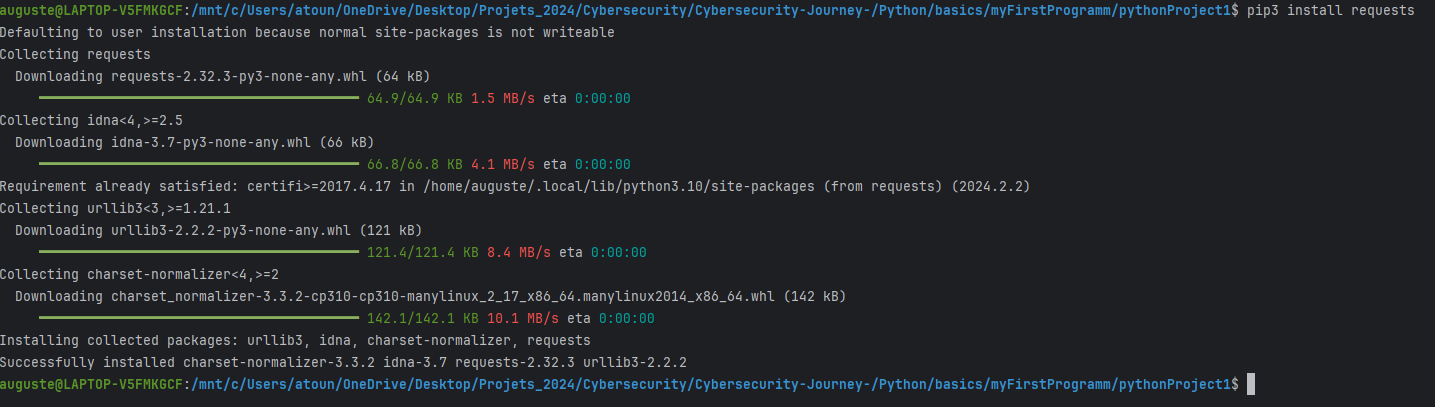 auguste@LAPTOP-V5FMKGCF:/mnt/c/Users/atoun/OneDrive/Desktop/Projets_2024/Cybersecurity/Cybersecurity-Journey-/Python/basics/myFirstProgramm/pythonProject1$ pip3 install requests
Defaulting to user installation because normal site-packages is not writeable
Collecting requests
  Downloading requests-2.32.3-py3-none-any.whl (64 kB)
     64.9/64.9 KB 1.5 MB/s eta 0:00:00
Collecting idna<4,>=2.5
  Downloading idna-3.7-py3-none-any.whl (66 kB)
     66.8/66.8 KB 4.1 MB/s eta 0:00:00
Requirement already satisfied: certifi>=2017.4.17 in /home/auguste/.local/lib/python3.10/site-packages (from requests) (2024.2.2)
Collecting urllib3<3,>=1.21.1
  Downloading urllib3-2.2.2-py3-none-any.whl (121 kB)
     121.4/121.4 KB 8.4 MB/s eta 0:00:00
Collecting charset-normalizer<4,>=2
  Downloading charset_normalizer-3.3.2-cp310-cp310-manylinux_2_17_x86_64.manylinux2014_x86_64.whl (142 kB)
     142.1/142.1 KB 10.1 MB/s eta 0:00:00
Installing collected packages: urllib3, idna, charset-normalizer, requests
Successfully installed charset-normalizer-3.3.2 idna-3.7 requests-2.32.3 urllib3-2.2.2
auguste@LAPTOP-V5FMKGCF:/mnt/c/Users/atoun/OneDrive/Desktop/Projets_2024/Cybersecurity/Cybersecurity-Journey-/Python/basics/myFirstProgramm/pythonProject1$